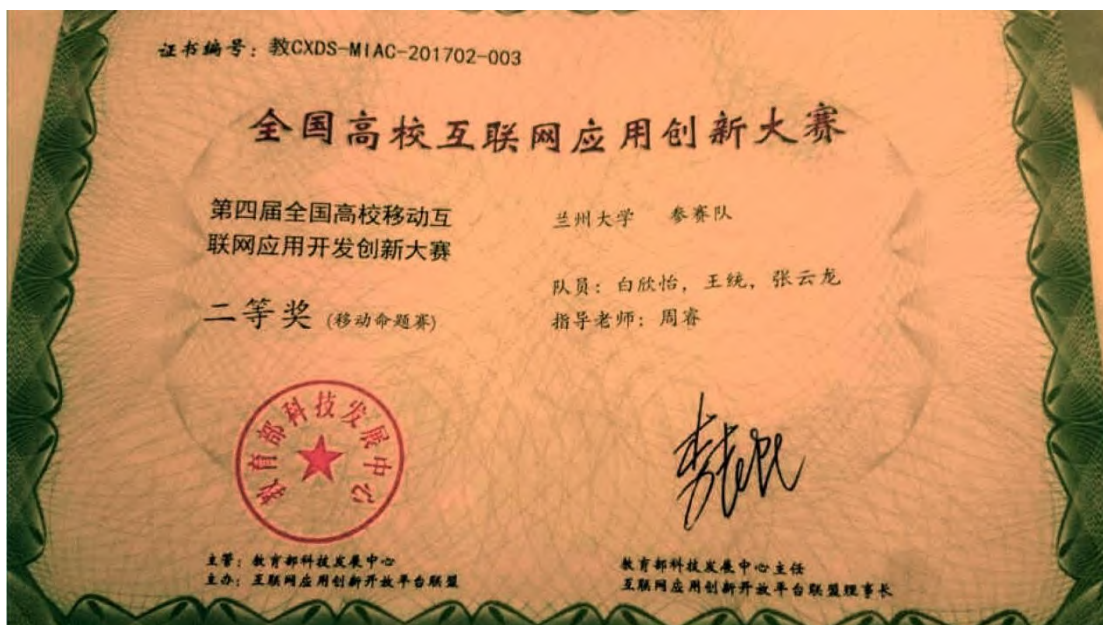 证书编号：教CXDS-MIAC-201702-003
全国高校互联网应用创新大赛
第四届全国高校移动互
联网应用开发创新大赛
二等奖 (移动命题赛)
兰州大学 参赛队
队员：白欣怡，王统，张云龙
指导老师：周睿
教育部科技发展中心
主管：教育部科技发展中心
主办：互联网应用创新开放平台联盟
教育部科技发展中心主任
互联网应用创新开放平台联盟理事长